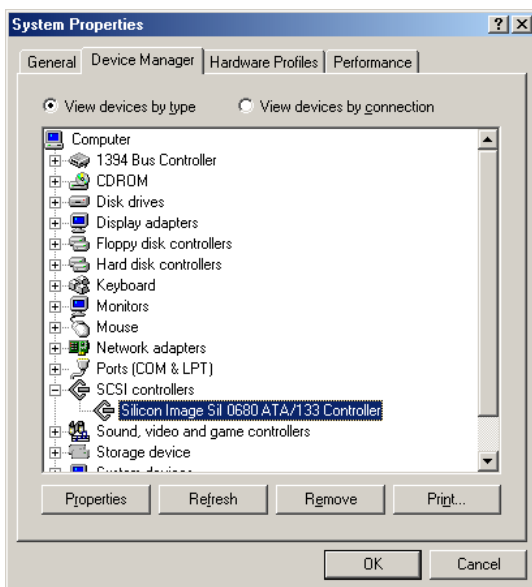 System Properties
General Device Manager Hardware Profiles Performance
View devices by type View devices by connection
Computer
1394 Bus Controller
CDROM
Disk drives
Display adapters
Floppy disk controllers
Hard disk controllers
Keyboard
Monitors
Mouse
Network adapters
Ports (COM & LPT)
SCSI controllers
Silicon Image SiI 0680 ATA/133 Controller
Sound, video and game controllers
Storage device
System devices
Properties Refresh Remove Print...
OK Cancel